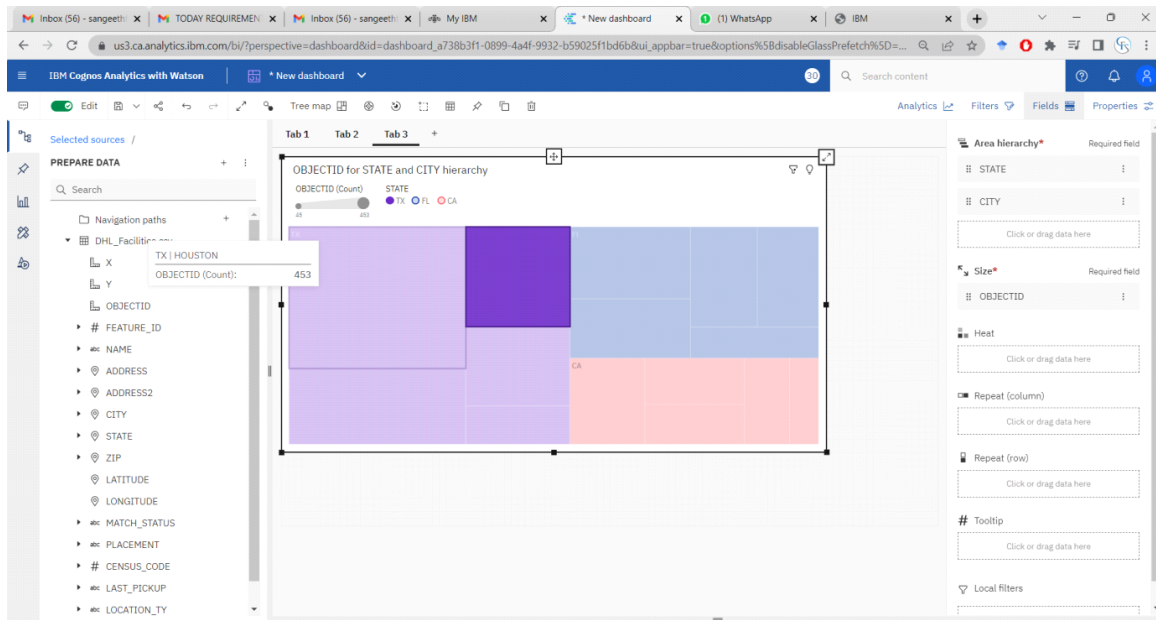 Inbox (56) - sangeeth
TODAY REQUIREMEN
Inbox (56) - sangeeth
My IBM
* New dashboard
(1) WhatsApp
IBM
us3.ca.analytics.ibm.com/bi/?perspective=dashboard&id=dashboard_a738b3f1-0899-4a4f-9932-b59025f1bd6b&ui_appbar=true&options%5BdisableGlassPrefetch%5D=...
IBM Cognos Analytics with Watson
* New dashboard
30
Search content
Edit
Tree map
Analytics
Filters
Fields
Properties
Selected sources /
PREPARE DATA
Search
Navigation paths
DHL_Facilities.csv
X
Y
OBJECTID
# FEATURE_ID
abc NAME
ADDRESS
ADDRESS2
CITY
STATE
ZIP
LATITUDE
LONGITUDE
abc MATCH_STATUS
abc PLACEMENT
# CENSUS_CODE
abc LAST_PICKUP
abc LOCATION_TY
Tab 1 Tab 2 Tab 3 +
OBJECTID for STATE and CITY hierarchy
OBJECTID (Count)
STATE
TX FL CA
453
TX
CA
TX | HOUSTON
OBJECTID (Count): 453
Area hierarchy* Required field
STATE
CITY
Click or drag data here
Size* Required field
OBJECTID
Heat
Click or drag data here
Repeat (column)
Click or drag data here
Repeat (row)
Click or drag data here
# Tooltip
Click or drag data here
Local filters